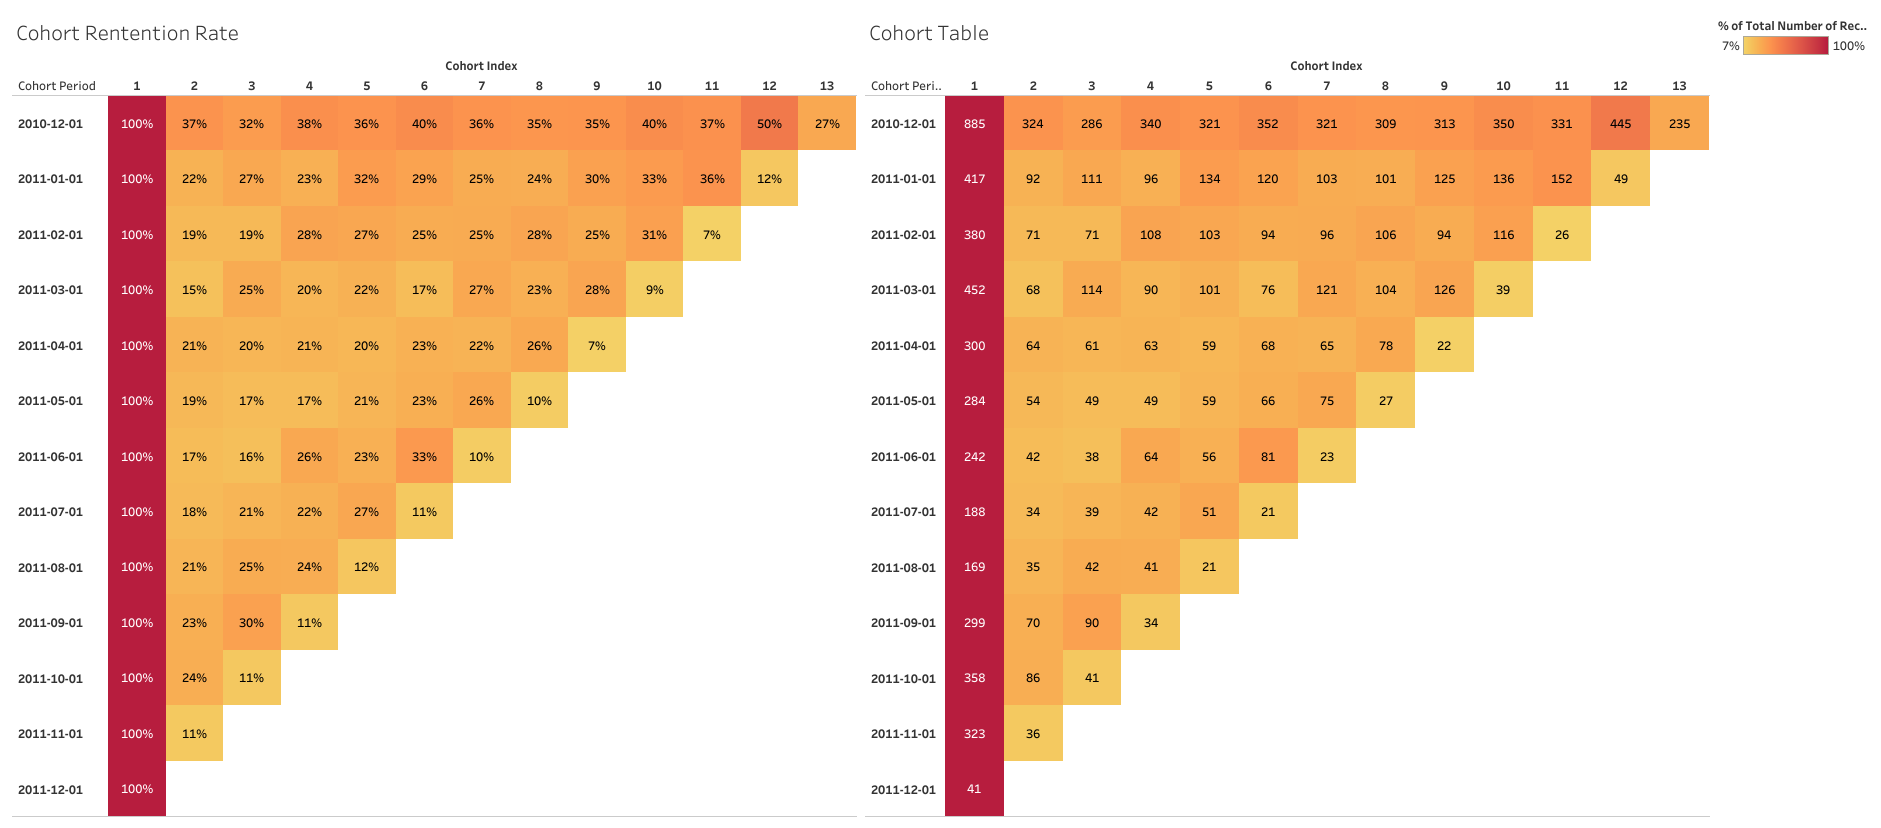 Cohort Rentention Rate
Cohort Index
Cohort Period 1 2 3 4 5 6 7 8 9 10 11 12 13
2010-12-01 100% 37% 32% 38% 36% 40% 36% 35% 35% 40% 37% 50% 27%
2011-01-01 100% 22% 27% 23% 32% 29% 25% 24% 30% 33% 36% 12%
2011-02-01 100% 19% 19% 28% 27% 25% 25% 28% 25% 31% 7%
2011-03-01 100% 15% 25% 20% 22% 17% 27% 23% 28% 9%
2011-04-01 100% 21% 20% 21% 20% 23% 22% 26% 7%
2011-05-01 100% 19% 17% 17% 21% 23% 26% 10%
2011-06-01 100% 17% 16% 26% 23% 33% 10%
2011-07-01 100% 18% 21% 22% 27% 11%
2011-08-01 100% 21% 25% 24% 12%
2011-09-01 100% 23% 30% 11%
2011-10-01 100% 24% 11%
2011-11-01 100% 11%
2011-12-01 100%
Cohort Table
Cohort Index
Cohort Peri.. 1 2 3 4 5 6 7 8 9 10 11 12 13
2010-12-01 885 324 286 340 321 352 321 309 313 350 331 445 235
2011-01-01 417 92 111 96 134 120 103 101 125 136 152 49
2011-02-01 380 71 71 108 103 94 96 106 94 116 26
2011-03-01 452 68 114 90 101 76 121 104 126 39
2011-04-01 300 64 61 63 59 68 65 78 22
2011-05-01 284 54 49 49 59 66 75 27
2011-06-01 242 42 38 64 56 81 23
2011-07-01 188 34 39 42 51 21
2011-08-01 169 35 42 41 21
2011-09-01 299 70 90 34
2011-10-01 358 86 41
2011-11-01 323 36
2011-12-01 41
% of Total Number of Rec..
7% 100%